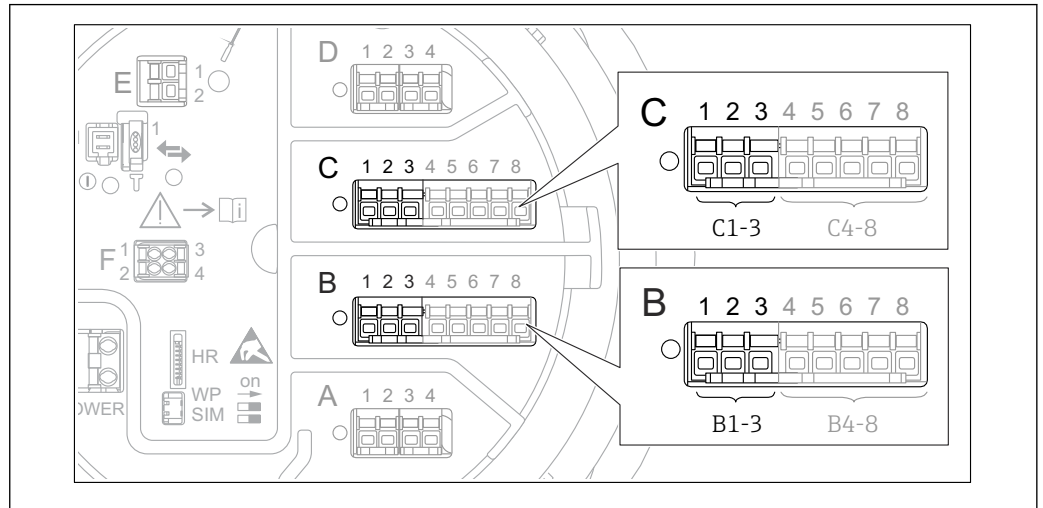 D 1 2 3 4
E 1
2
1
C 1 2 3 4 5 6 7 8
i
F 1 3
2 4
B 1 2 3 4 5 6 7 8
HR
WP on
SIM
OWER
A 1 2 3 4
C 1 2 3 4 5 6 7 8
C1-3 C4-8
B 1 2 3 4 5 6 7 8
B1-3 B4-8